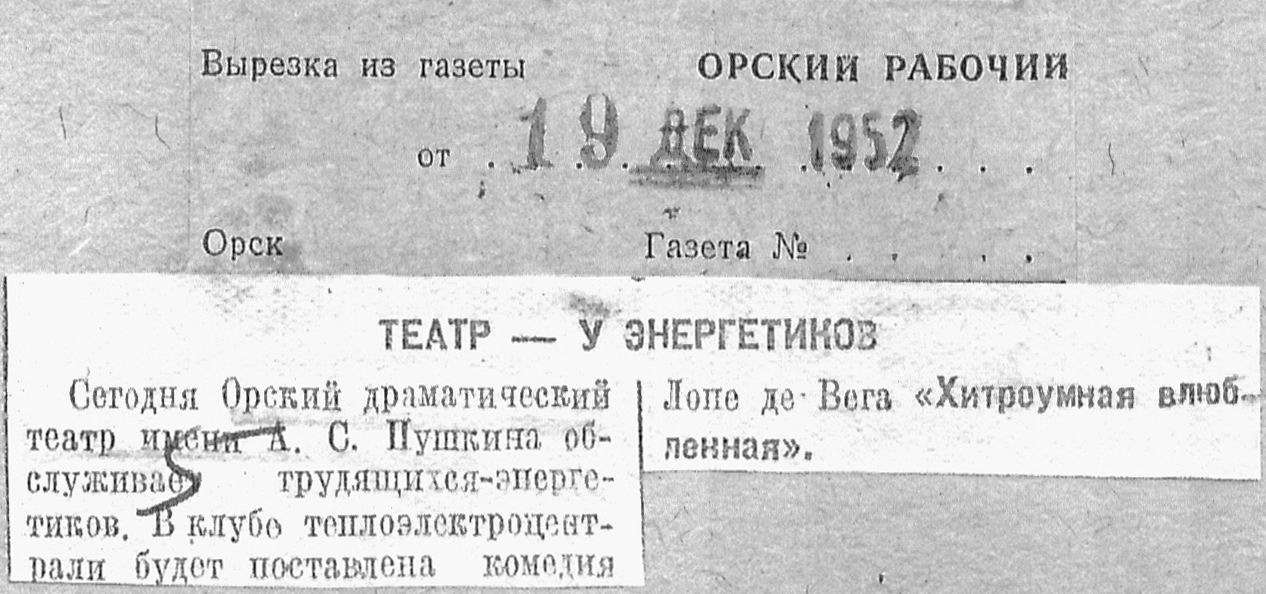 Вырезка из газеты ОРСКИЙ РАБОЧИЙ
от 19 ДЕК 1952
Орск Газета №
ТЕАТР — У ЭНЕРГЕТИКОВ
Сегодня Орский драматический
театр имени А. С. Пушкина об-
служивает трудящихся-энерге-
тиков. В клубе теплоэлектроцент-
рали будет поставлена комедия
Лопе де Вега «Хитроумная влюб-
ленная».